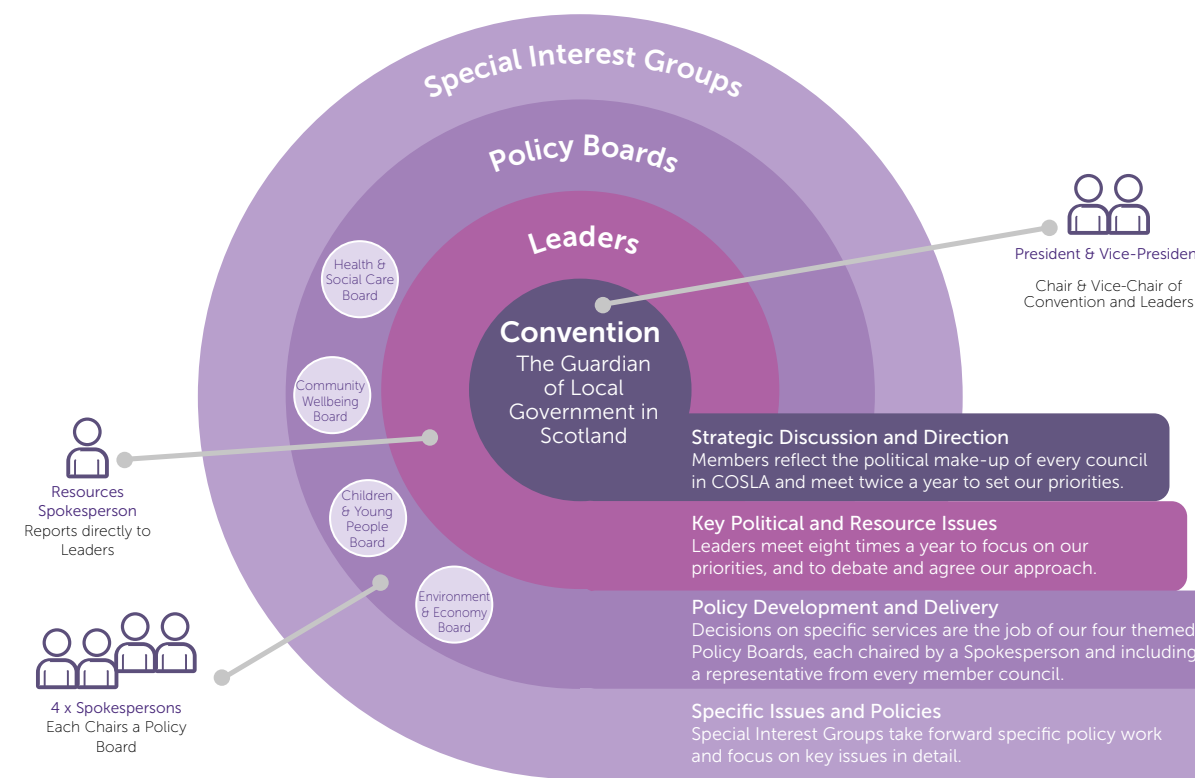 Special Interest Groups
Policy Boards
Leaders
Convention
The Guardian
of Local
Government in
Scotland
Health &
Social Care
Board
Community
Wellbeing
Board
Children
& Young
People
Board
Environment
& Economy
Board
President & Vice-Presiden
Chair & Vice-Chair of
Convention and Leaders
Resources
Spokesperson
Reports directly to
Leaders
4 x Spokespersons
Each Chairs a Policy
Board
Strategic Discussion and Direction
Members reflect the political make-up of every council
in COSLA and meet twice a year to set our priorities.
Key Political and Resource Issues
Leaders meet eight times a year to focus on our
priorities, and to debate and agree our approach.
Policy Development and Delivery
Decisions on specific services are the job of our four themed
Policy Boards, each chaired by a Spokesperson and including
a representative from every member council.
Specific Issues and Policies
Special Interest Groups take forward specific policy work
and focus on key issues in detail.